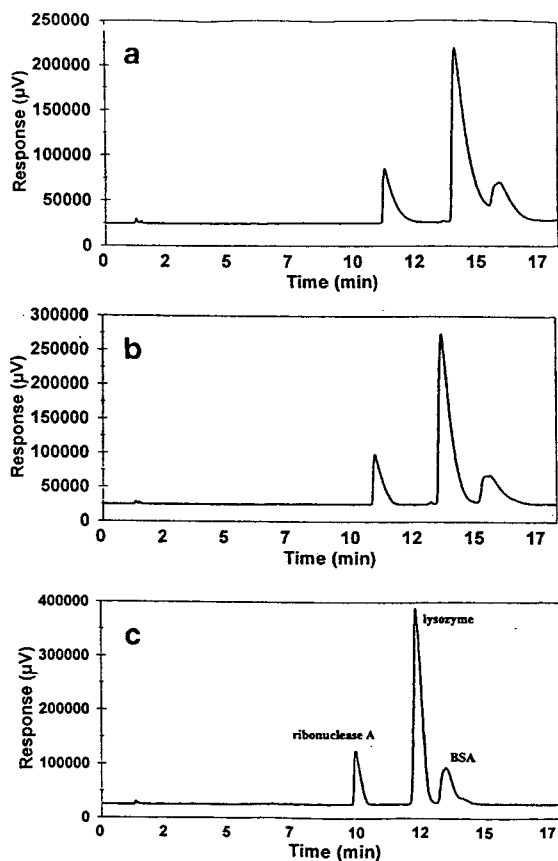 a
250000
200000
150000
100000
50000
0
Response (µV)
0 2 5 7 10 12 15 17
Time (min)
b
300000
250000
200000
150000
100000
50000
0
Response (µV)
0 2 5 7 10 12 15 17
Time (min)
c
400000
300000
200000
100000
0
Response (µV)
lysozyme
ribonuclease A
BSA
0 2 5 7 10 12 15 17
Time (min)